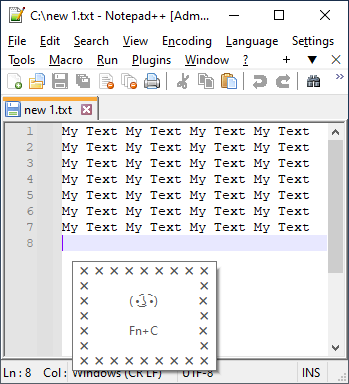 C:\new 1.txt - Notepad++ [Adm...
File Edit Search View Encoding Language Settings
Tools Macro Run Plugins Window ? + ▼ ×
new 1.txt
1 My Text My Text My Text My Text
2 My Text My Text My Text My Text
3 My Text My Text My Text My Text
4 My Text My Text My Text My Text
5 My Text My Text My Text My Text
6 My Text My Text My Text My Text
7 My Text My Text My Text My Text
8
× × × × × × × × ×
× ×
× ( •͡˘ ͜ʖ •͡˘) ×
× ×
× Fn+C ×
× ×
× × × × × × × × ×
Ln : 8 Col : Windows (CR LF) UTF-8 INS